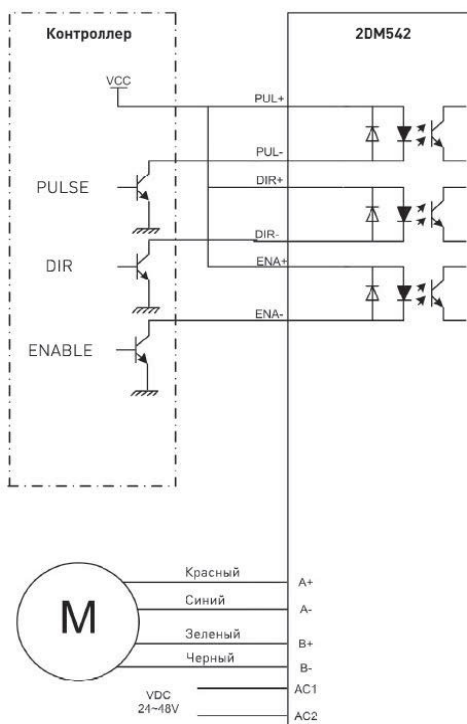 Контроллер
2DM542
VCC
PUL+
PUL-
PULSE
DIR+
DIR-
DIR
ENA+
ENA-
ENABLE
M
Красный
A+
Синий
A-
Зеленый
B+
Черный
B-
VDC
24~48V
AC1
AC2